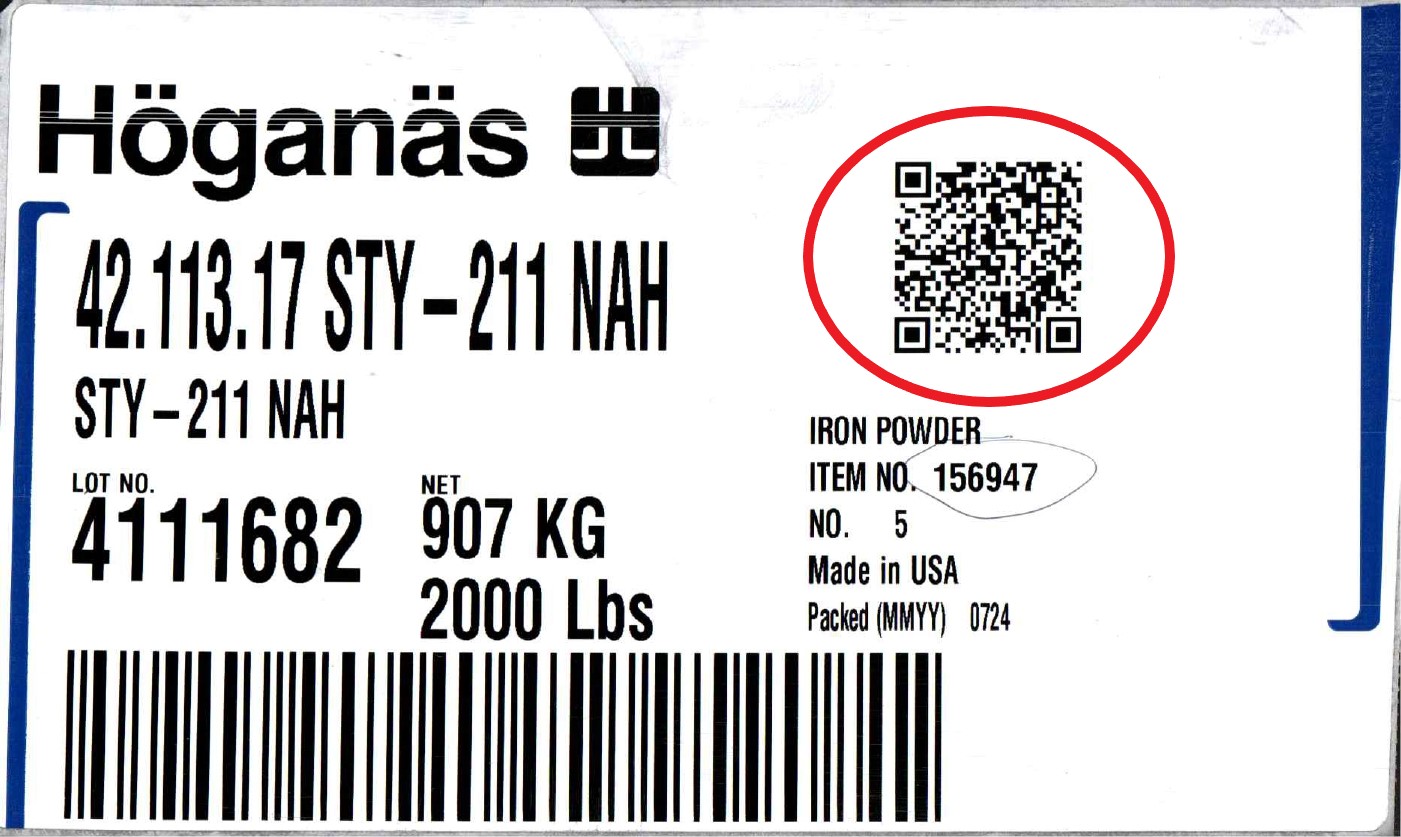 Höganäs
42.113.17 STY-211 NAH
STY-211 NAH
LOT NO.
4111682
NET
907 KG
2000 Lbs
IRON POWDER
ITEM NO. 156947
NO. 5
Made in USA
Packed (MMYY) 0724